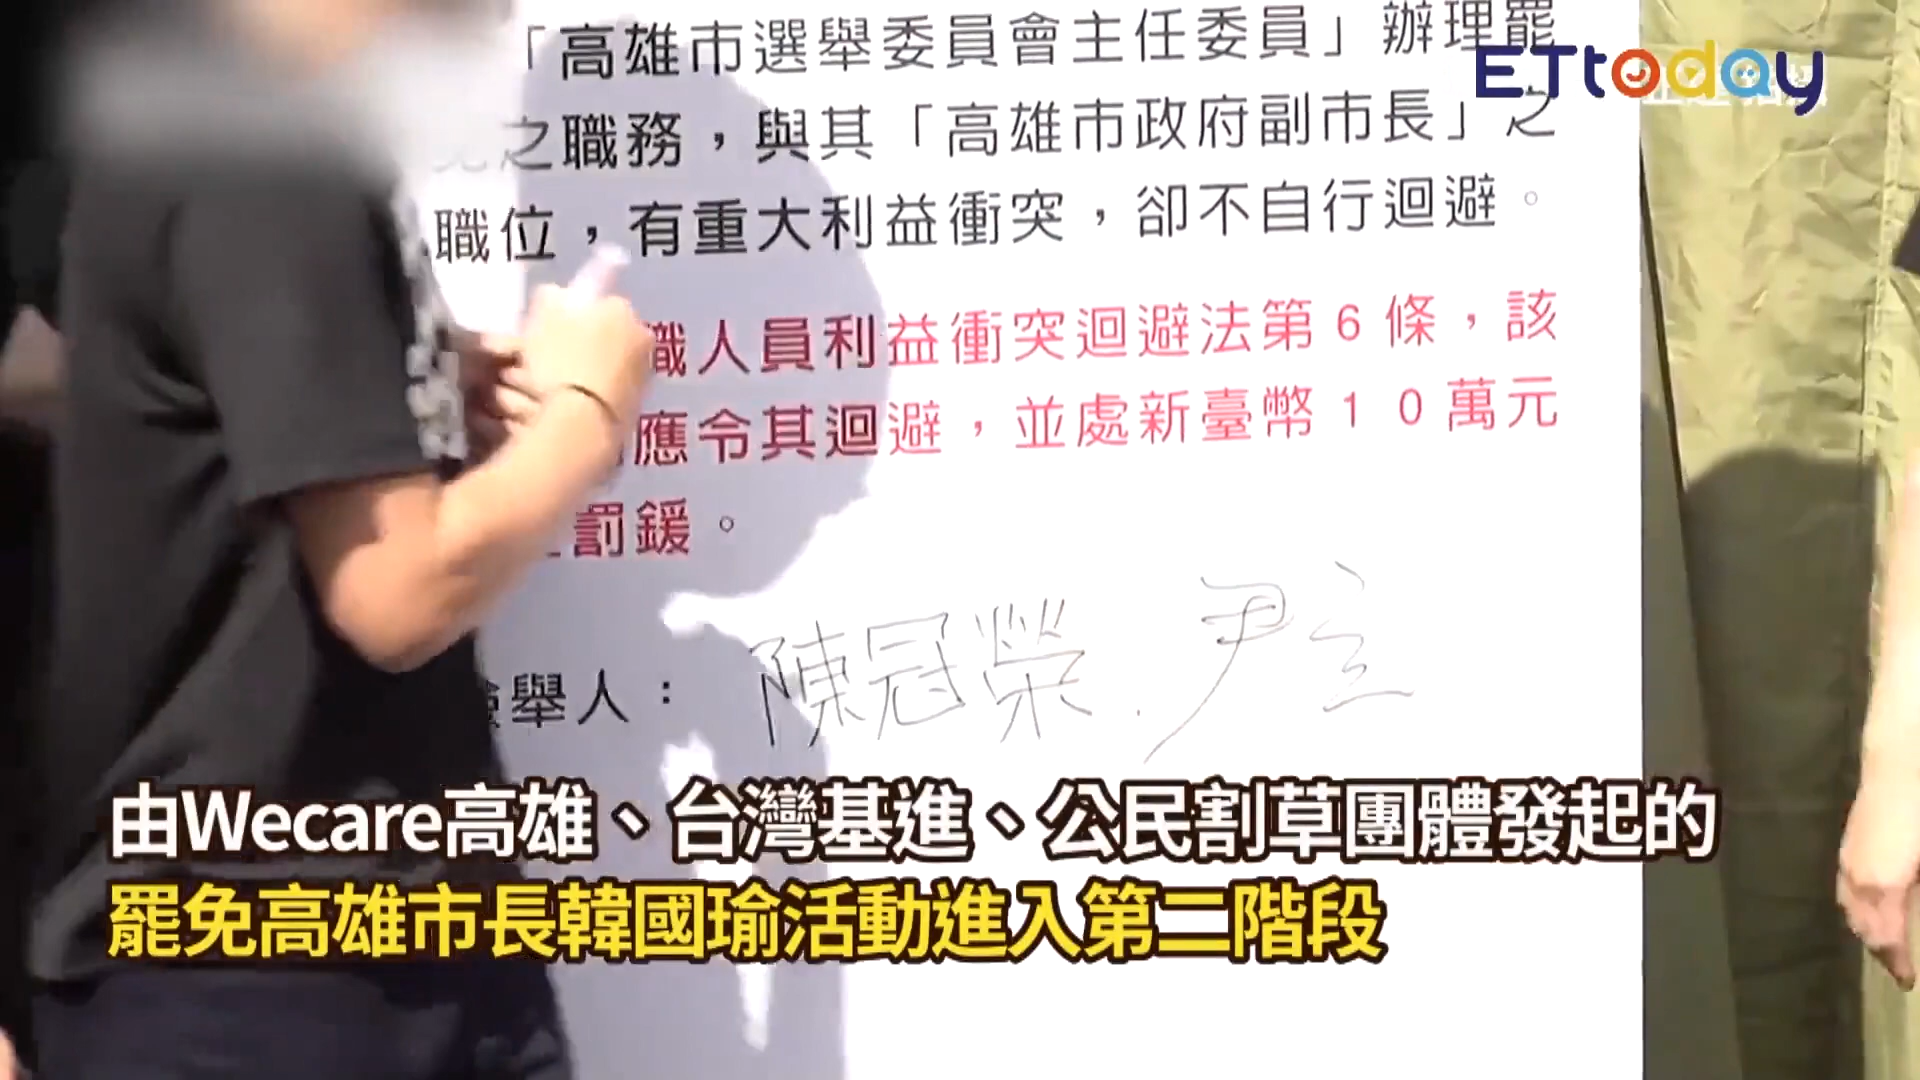 「高雄市選舉委員會主任委員」辦理罷
ETtoday
免之職務，與其「高雄市政府副市長」之
職位，有重大利益衝突，卻不自行迴避。
職人員利益衝突迴避法第6條，該
應令其迴避，並處新臺幣10萬元
罰鍰。
檢舉人： 陳冠榮 . 尹立
由Wecare高雄、台灣基進、公民割草團體發起的
罷免高雄市長韓國瑜活動進入第二階段